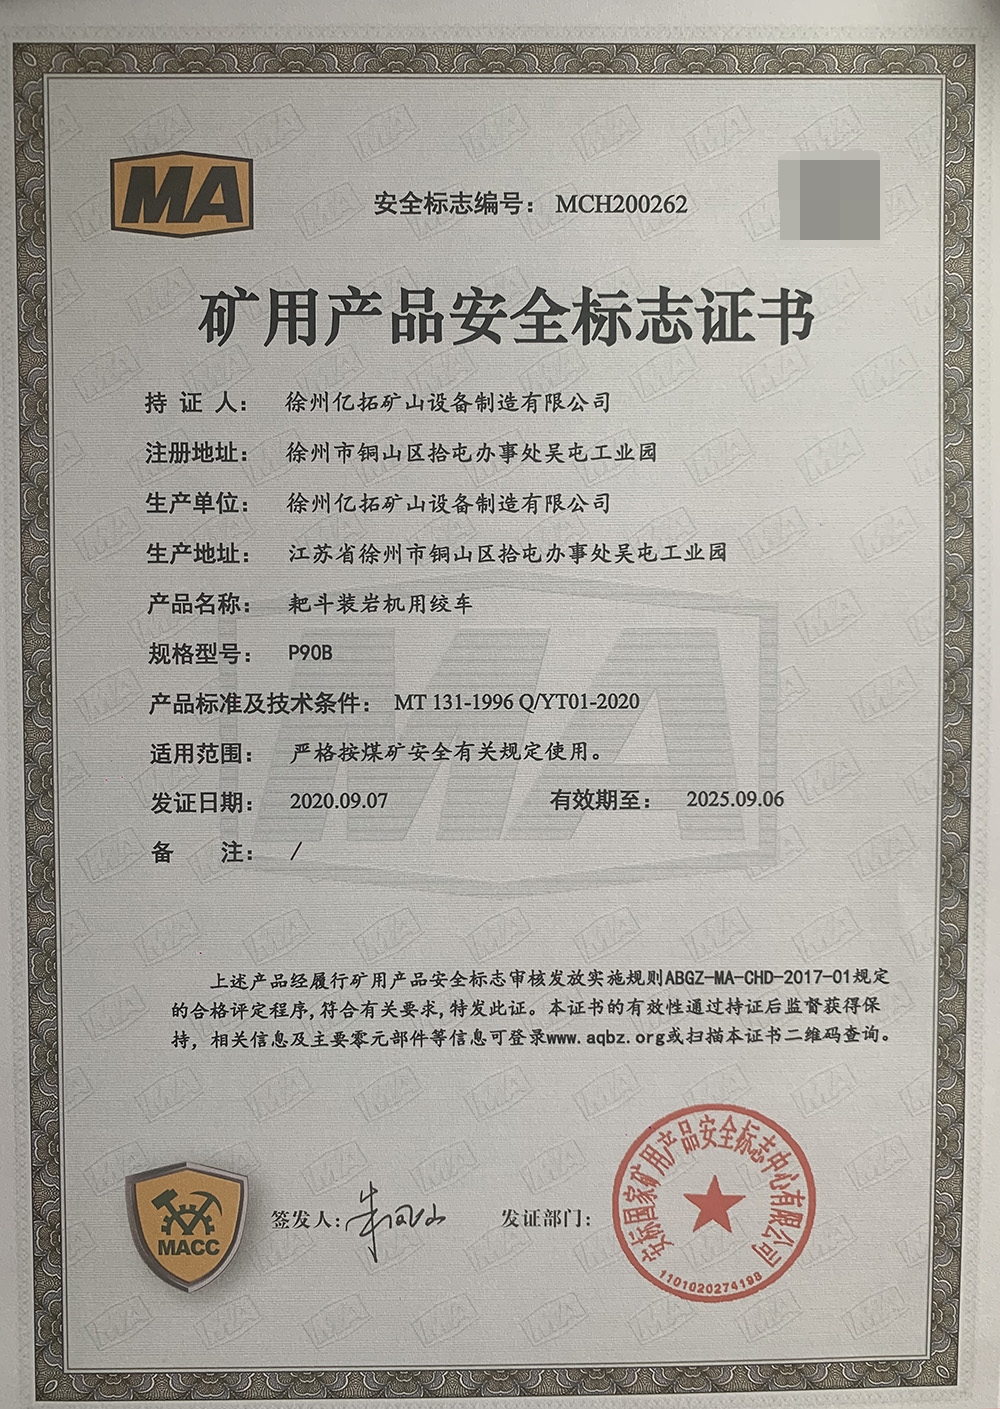 MA
安全标志编号： MCH200262
矿用产品安全标志证书
持 证 人： 徐州亿拓矿山设备制造有限公司
注册地址： 徐州市铜山区拾屯办事处吴屯工业园
生产单位： 徐州亿拓矿山设备制造有限公司
生产地址： 江苏省徐州市铜山区拾屯办事处吴屯工业园
产品名称： 耙斗装岩机用绞车
规格型号： P90B
产品标准及技术条件： MT 131-1996 Q/YT01-2020
适用范围： 严格按煤矿安全有关规定使用。
发证日期： 2020.09.07 有效期至： 2025.09.06
备 注： /
上述产品经履行矿用产品安全标志审核发放实施规则ABGZ-MA-CHD-2017-01规定
的合格评定程序,符合有关要求,特发此证。本证书的有效性通过持证后监督获得保
持，相关信息及主要零元部件等信息可登录www.aqbz.org或扫描本证书二维码查询。
MACC
签发人:
发证部门:
安标国家矿用产品安全标志中心有限公司
1101020274198